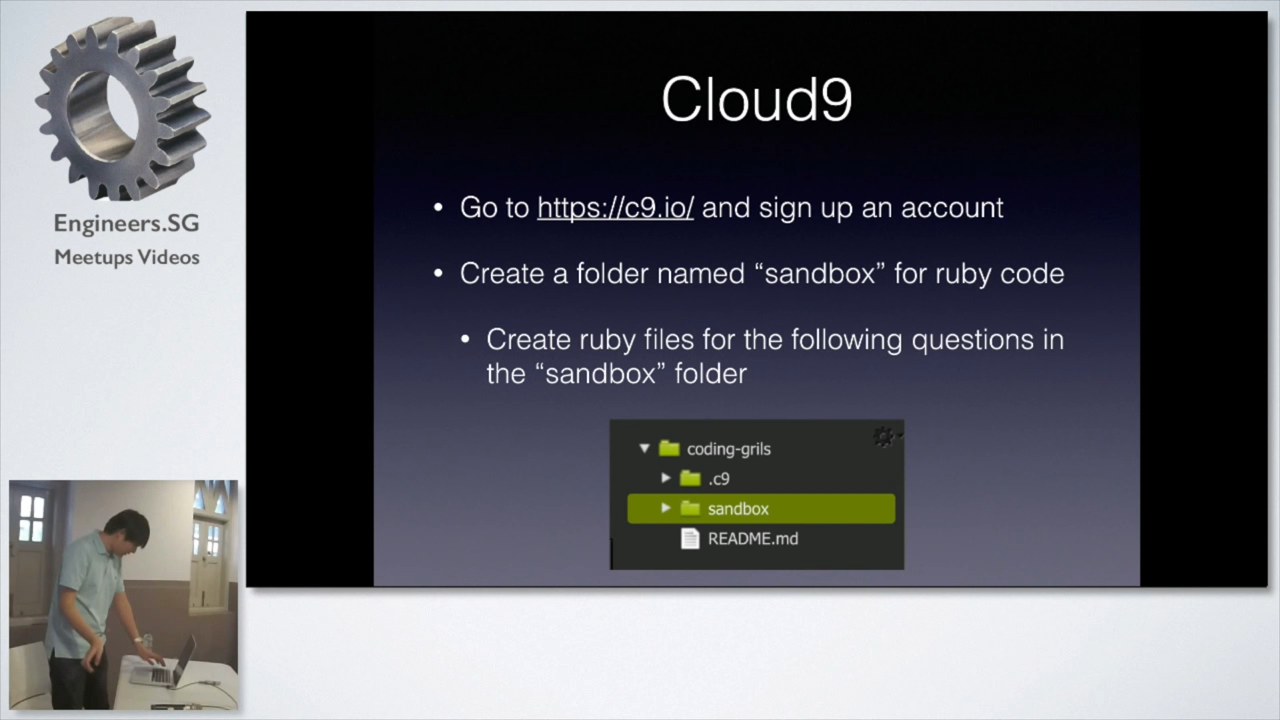 Engineers.SG
Meetups Videos
Cloud9
• Go to https://c9.io/ and sign up an account
• Create a folder named “sandbox” for ruby code
• Create ruby files for the following questions in
the “sandbox” folder
coding-grils
.c9
sandbox
README.md